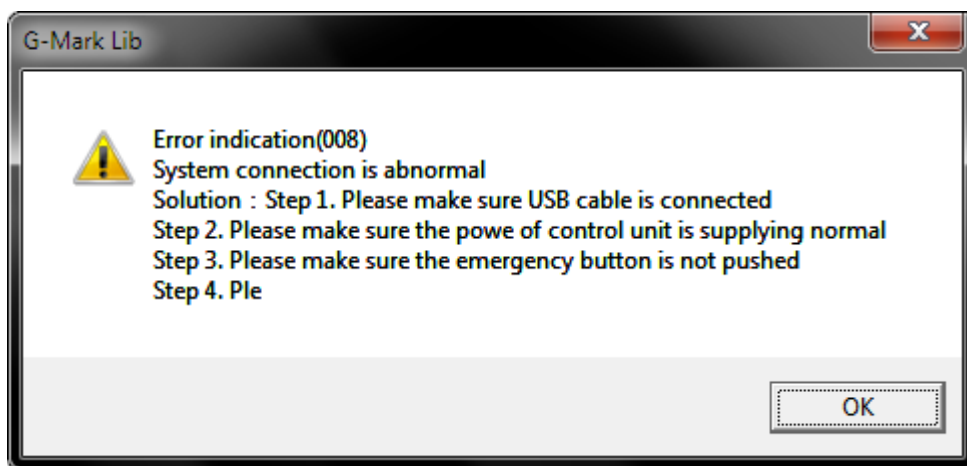 G-Mark Lib
Error indication(008)
System connection is abnormal
Solution : Step 1. Please make sure USB cable is connected
Step 2. Please make sure the powe of control unit is supplying normal
Step 3. Please make sure the emergency button is not pushed
Step 4. Ple
OK